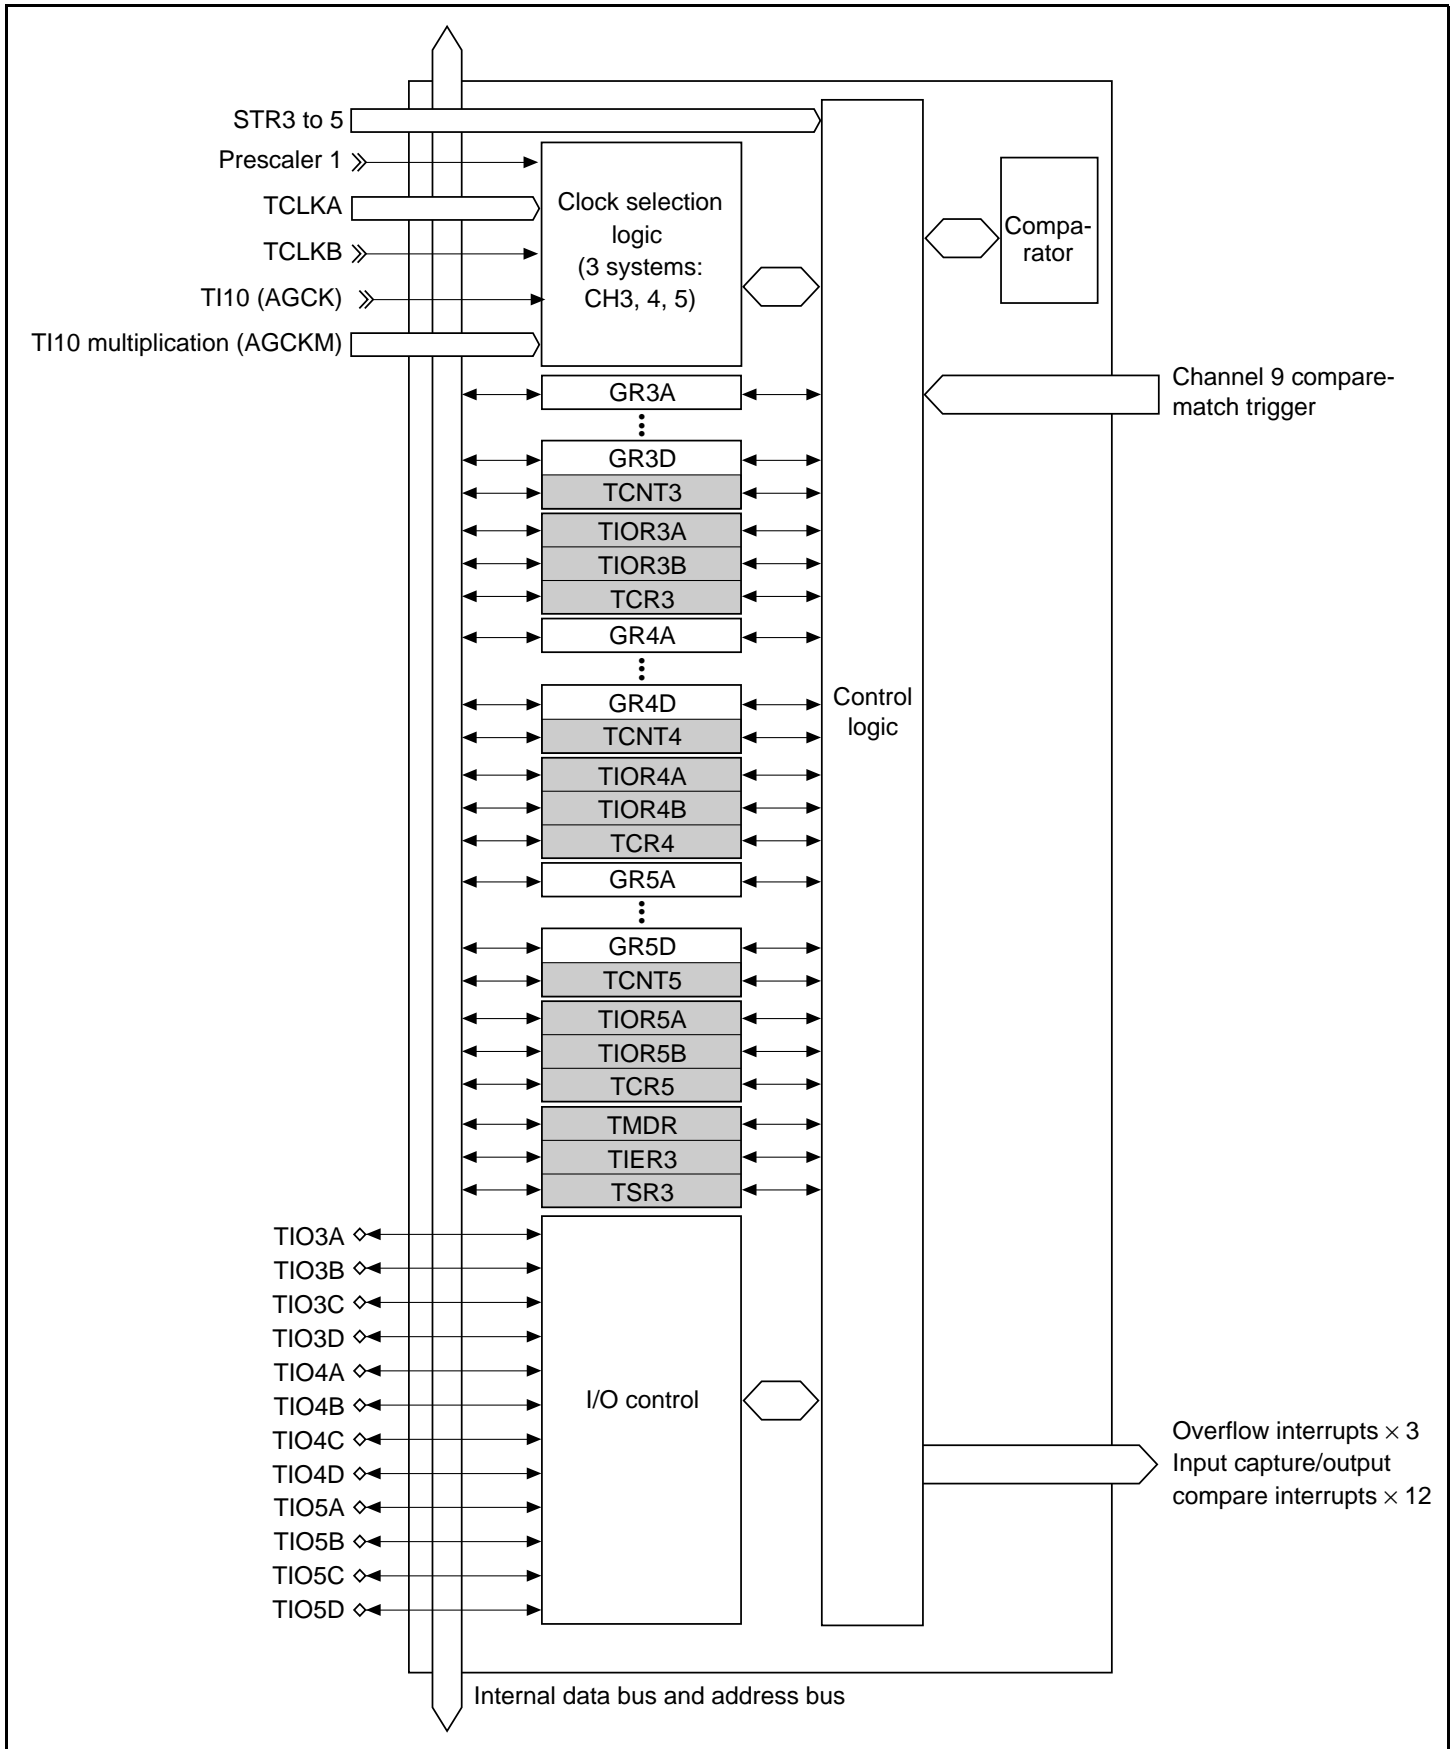 STR3 to 5
Prescaler 1
TCLKA
TCLKB
TI10 (AGCK)
TI10 multiplication (AGCKM)
Clock selection
logic
(3 systems:
CH3, 4, 5)
Compa-
rator
Channel 9 compare-
match trigger
GR3A
GR3D
TCNT3
TIOR3A
TIOR3B
TCR3
GR4A
GR4D
TCNT4
TIOR4A
TIOR4B
TCR4
GR5A
GR5D
TCNT5
TIOR5A
TIOR5B
TCR5
TMDR
TIER3
TSR3
Control
logic
TIO3A
TIO3B
TIO3C
TIO3D
TIO4A
TIO4B
TIO4C
TIO4D
TIO5A
TIO5B
TIO5C
TIO5D
I/O control
Overflow interrupts × 3
Input capture/output
compare interrupts × 12
Internal data bus and address bus